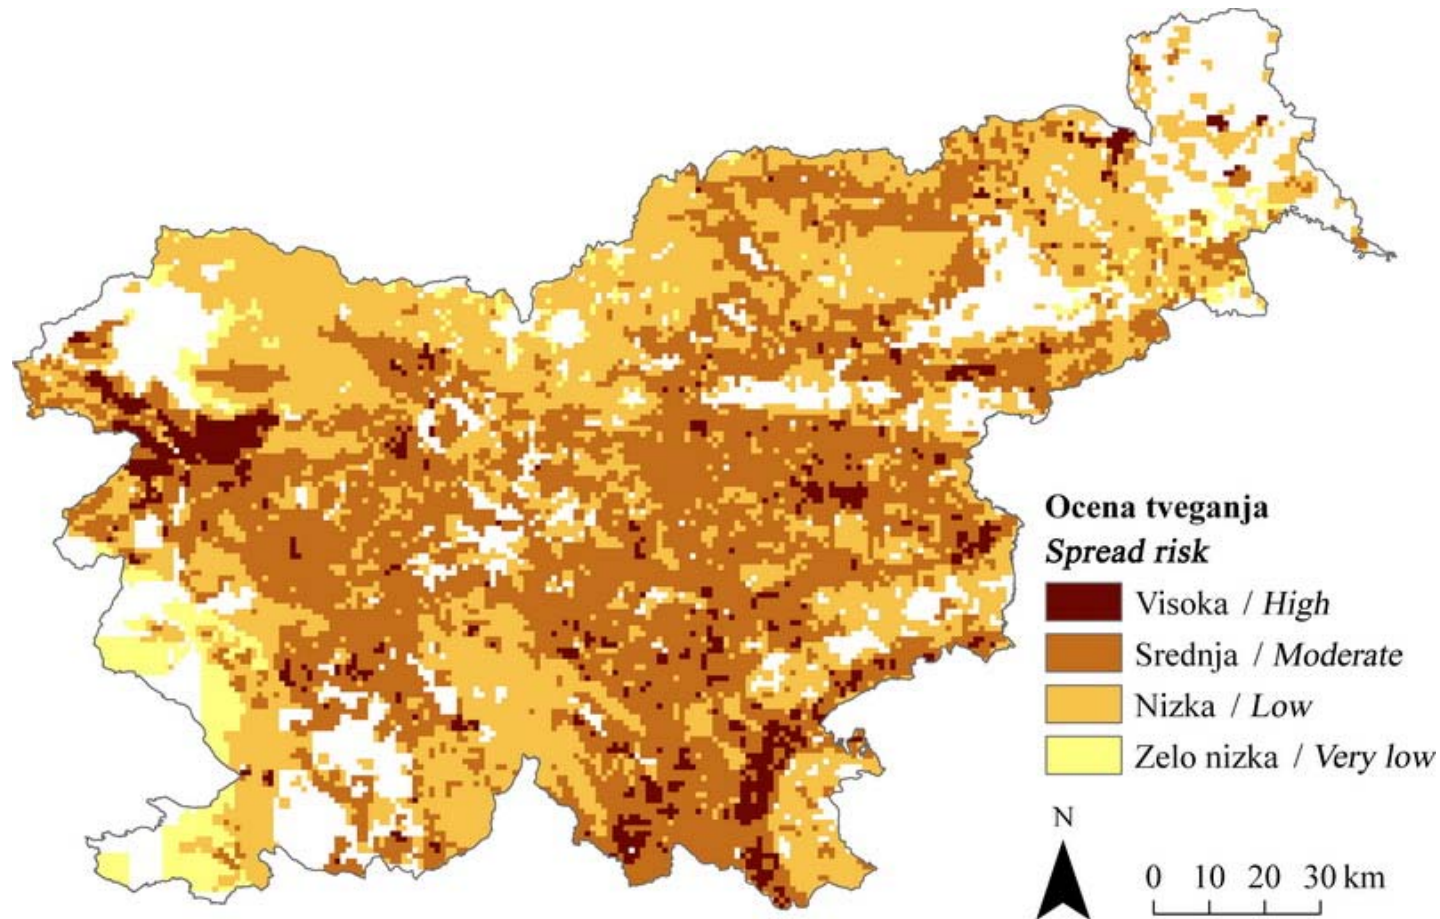 Ocena tveganja
Spread risk
Visoka / High
Srednja / Moderate
Nizka / Low
Zelo nizka / Very low
N
0 10 20 30 km